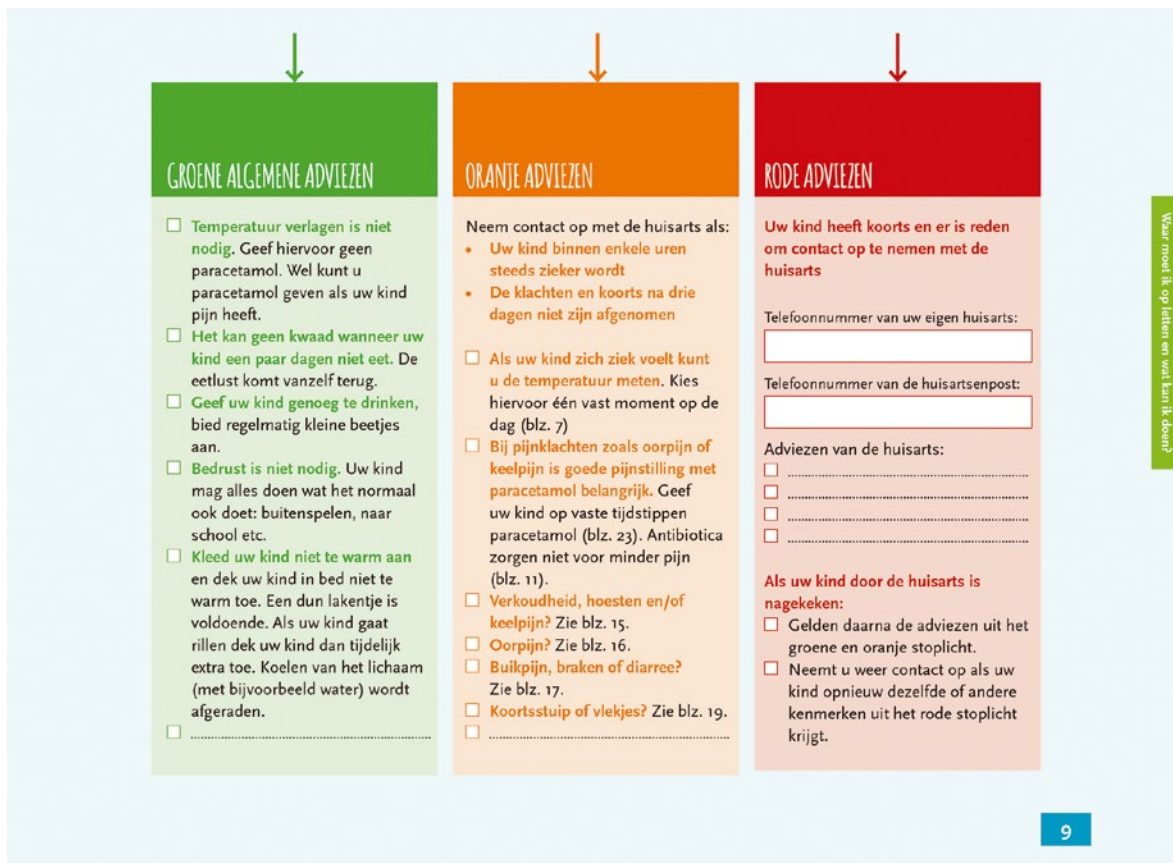 GROENE ALGEMENE ADVIEZEN
Temperatuur verlagen is niet
nodig. Geef hiervoor geen
paracetamol. Wel kunt u
paracetamol geven als uw kind
pijn heeft.
Het kan geen kwaad wanneer uw
kind een paar dagen niet eet. De
eetlust komt vanzelf terug.
Geef uw kind genoeg te drinken,
bied regelmatig kleine beetjes
aan.
Bedrust is niet nodig. Uw kind
mag alles doen wat het normaal
ook doet: buitenspelen, naar
school etc.
Kleed uw kind niet te warm aan
en dek uw kind in bed niet te
warm toe. Een dun lakentje is
voldoende. Als uw kind gaat
rillen dek uw kind dan tijdelijk
extra toe. Koelen van het lichaam
(met bijvoorbeeld water) wordt
afgeraden.
ORANJE ADVIEZEN
Neem contact op met de huisarts als:
• Uw kind binnen enkele uren
steeds zieker wordt
• De klachten en koorts na drie
dagen niet zijn afgenomen
Als uw kind zich ziek voelt kunt
u de temperatuur meten. Kies
hiervoor één vast moment op de
dag (blz. 7)
Bij pijnklachten zoals oorpijn of
keelpijn is goede pijnstilling met
paracetamol belangrijk. Geef
uw kind op vaste tijdstippen
paracetamol (blz. 23). Antibiotica
zorgen niet voor minder pijn
(blz. 11).
Verkoudheid, hoesten en/of
keelpijn? Zie blz. 15.
Oorpijn? Zie blz. 16.
Buikpijn, braken of diarree?
Zie blz. 17.
Koortsstuip of vlekjes? Zie blz. 19.
RODE ADVIEZEN
Uw kind heeft koorts en er is reden
om contact op te nemen met de
huisarts
Telefoonnummer van uw eigen huisarts:
Telefoonnummer van de huisartsenpost:
Adviezen van de huisarts:
Als uw kind door de huisarts is
nagekeken:
Gelden daarna de adviezen uit het
groene en oranje stoplicht.
Neemt u weer contact op als uw
kind opnieuw dezelfde of andere
kenmerken uit het rode stoplicht
krijgt.
Waar moet ik op letten en wat kan ik doen?
9